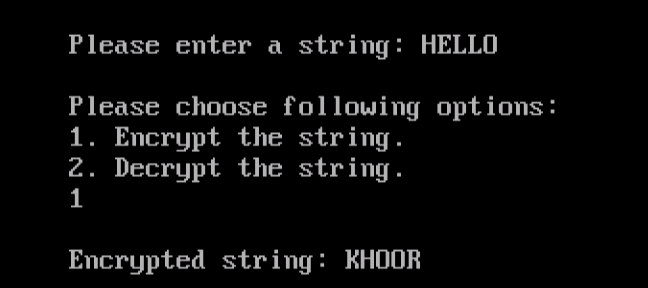 Please enter a string: HELLO
Please choose following options:
1. Encrypt the string.
2. Decrypt the string.
1
Encrypted string: KHOOR